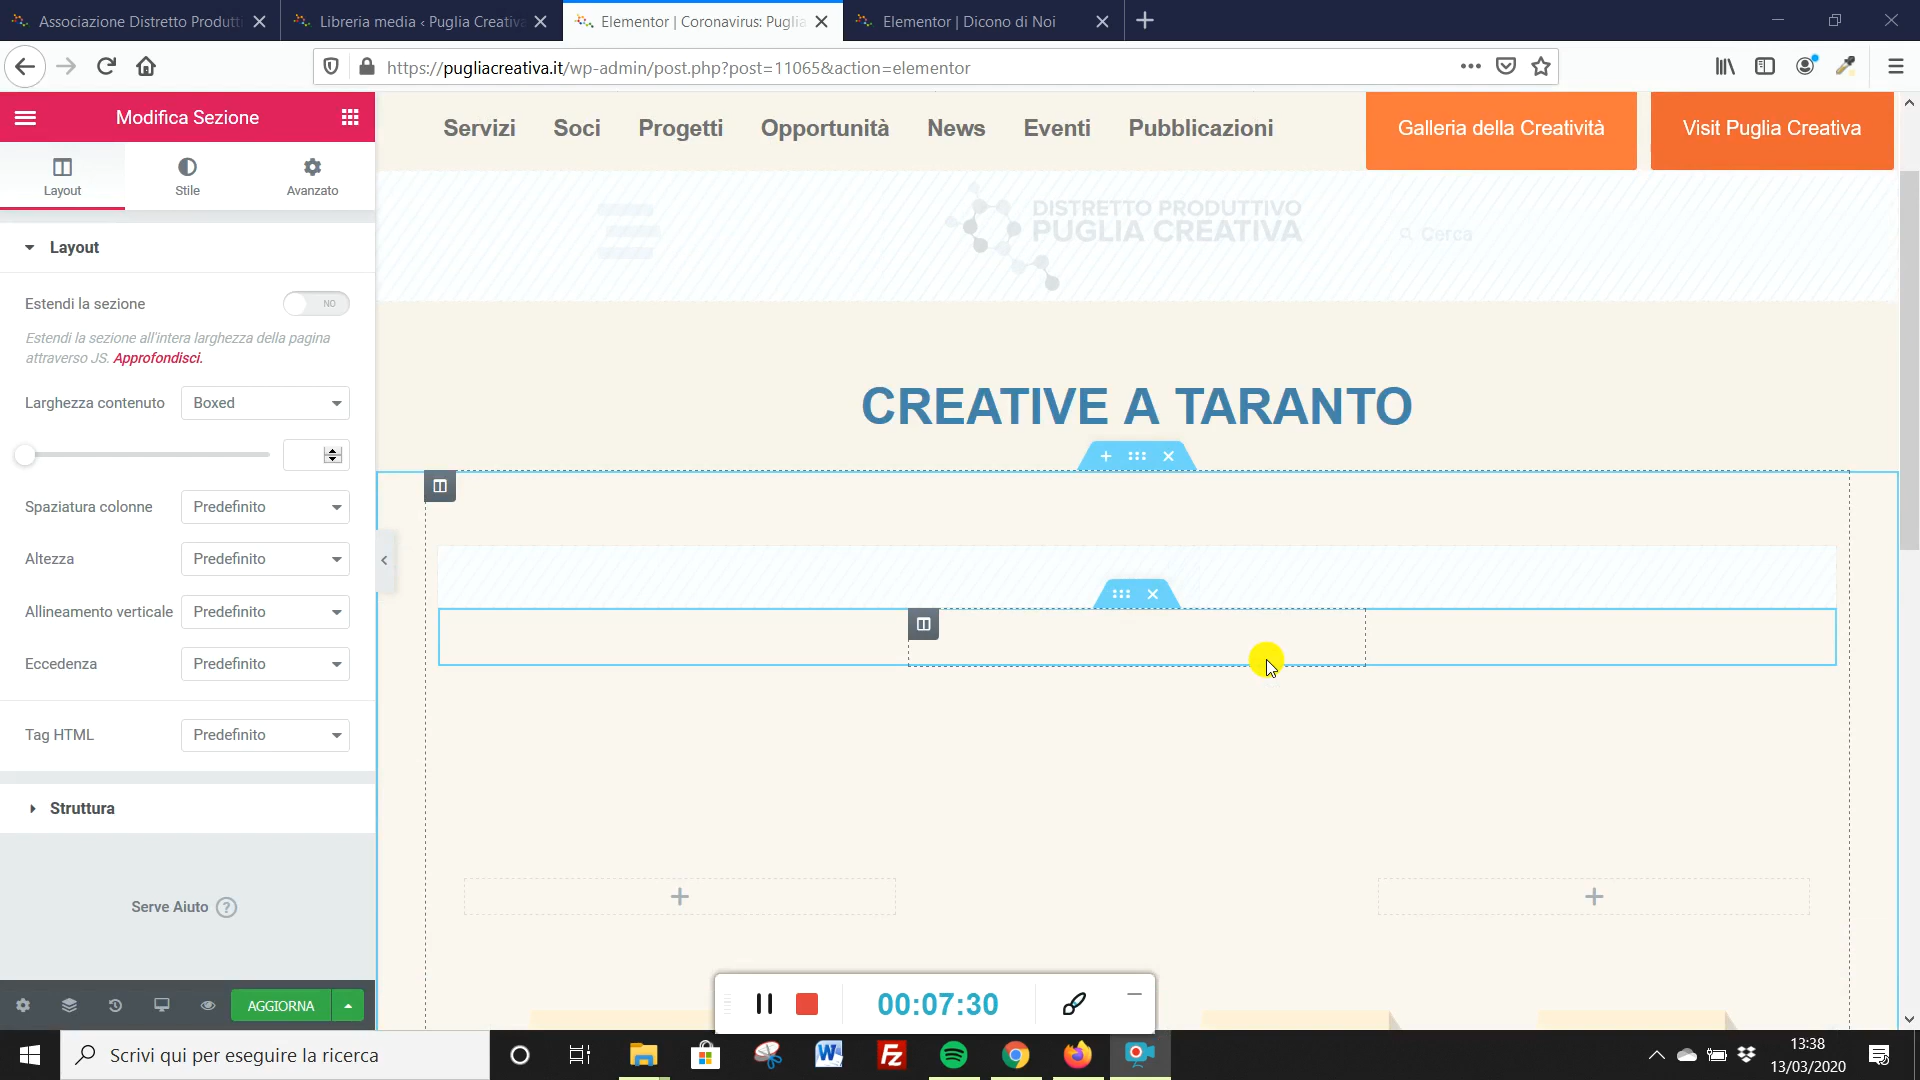 Associazione Distretto Produtt
Libreria media ‹ Puglia Creativa
Elementor | Coronavirus: Puglia
Elementor | Dicono di Noi
https://pugliacreativa.it/wp-admin/post.php?post=11065&action=elementor
Modifica Sezione
Servizi Soci Progetti Opportunità News Eventi Pubblicazioni
Galleria della Creatività
Visit Puglia Creativa
Layout Stile Avanzato
DISTRETTO PRODUTTIVO
PUGLIA CREATIVA
Cerca
Layout
Estendi la sezione
NO
Estendi la sezione all'intera larghezza della pagina
attraverso JS. Approfondisci.
Larghezza contenuto Boxed
CREATIVE A TARANTO
Spaziatura colonne Predefinito
Altezza Predefinito
Allineamento verticale Predefinito
Eccedenza Predefinito
Tag HTML Predefinito
Struttura
Serve Aiuto ?
AGGIORNA
00:07:30
Scrivi qui per eseguire la ricerca
13:38
13/03/2020